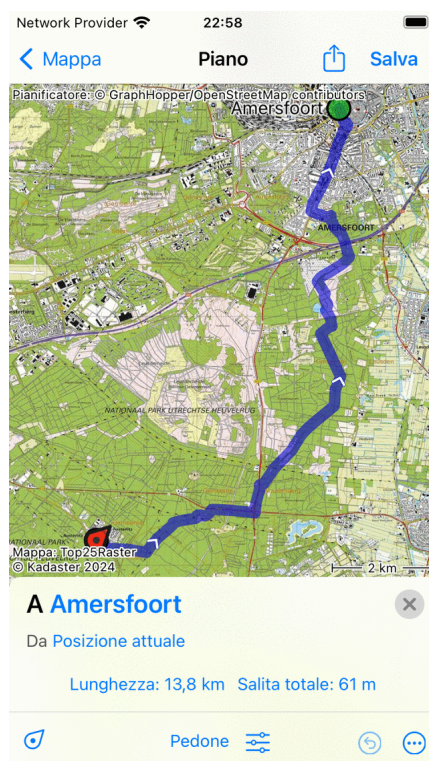 Network Provider 22:58
Mappa Piano Salva
Pianificatore: © GraphHopper/OpenStreetMap contributors
Amersfoort
AMERSFOORT
NATIONAAL PARK UTRECHTSE HEUVELRUG
Mappa: Top25Raster
© Kadaster 2024
2 km
A Amersfoort
Da Posizione attuale
Lunghezza: 13,8 km Salita totale: 61 m
Pedone